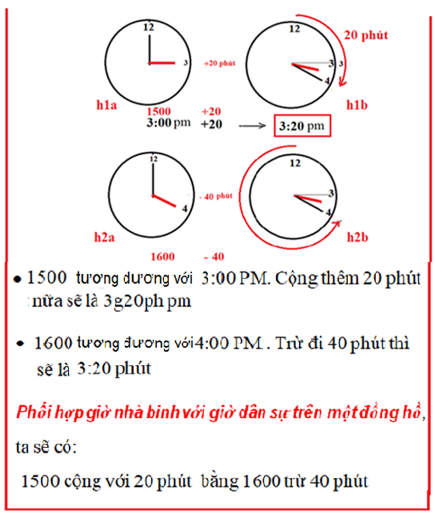 12
12
20 phút
3
+20 phút
3
3
4
h1a
h1b
1500
+20
3:00 pm +20
3:20 pm
12
12
- 40 phút
3
4
4
h2a
h2b
1600
- 40
• 1500 tương dương với 3:00 PM. Cộng thêm 20 phút
nữa sẽ là 3g20ph pm
• 1600 tương đương với 4:00 PM . Trừ đi 40 phút thì
sẽ là 3:20 phút
Phối hợp giờ nhà binh với giờ dân sự trên một đồng hồ,
ta sẽ có:
1500 cộng với 20 phút bằng 1600 trừ 40 phút